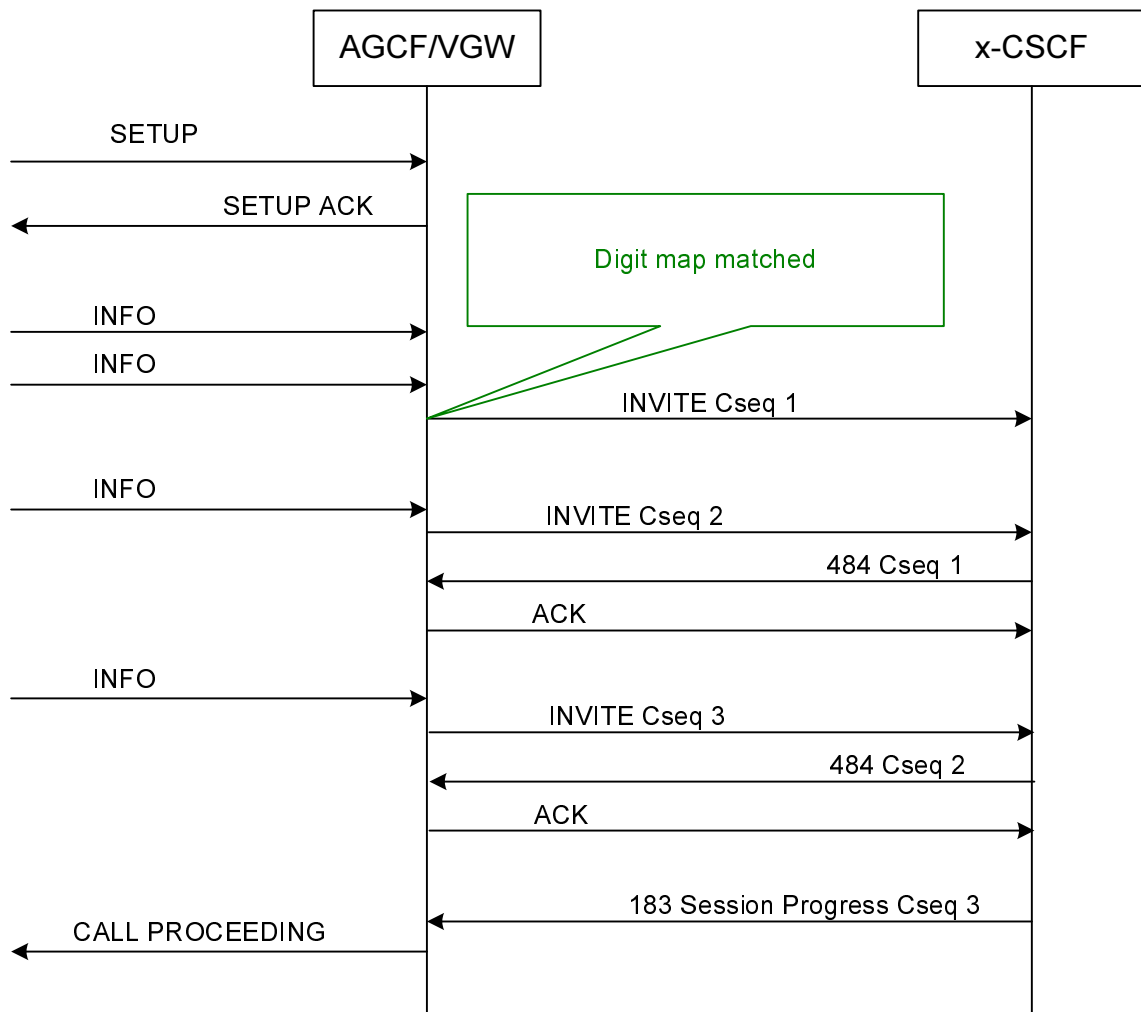 AGCF/VGW
x-CSCF
SETUP
SETUP ACK
Digit map matched
INFO
INFO
INVITE Cseq 1
INFO
INVITE Cseq 2
484 Cseq 1
ACK
INFO
INVITE Cseq 3
484 Cseq 2
ACK
183 Session Progress Cseq 3
CALL PROCEEDING